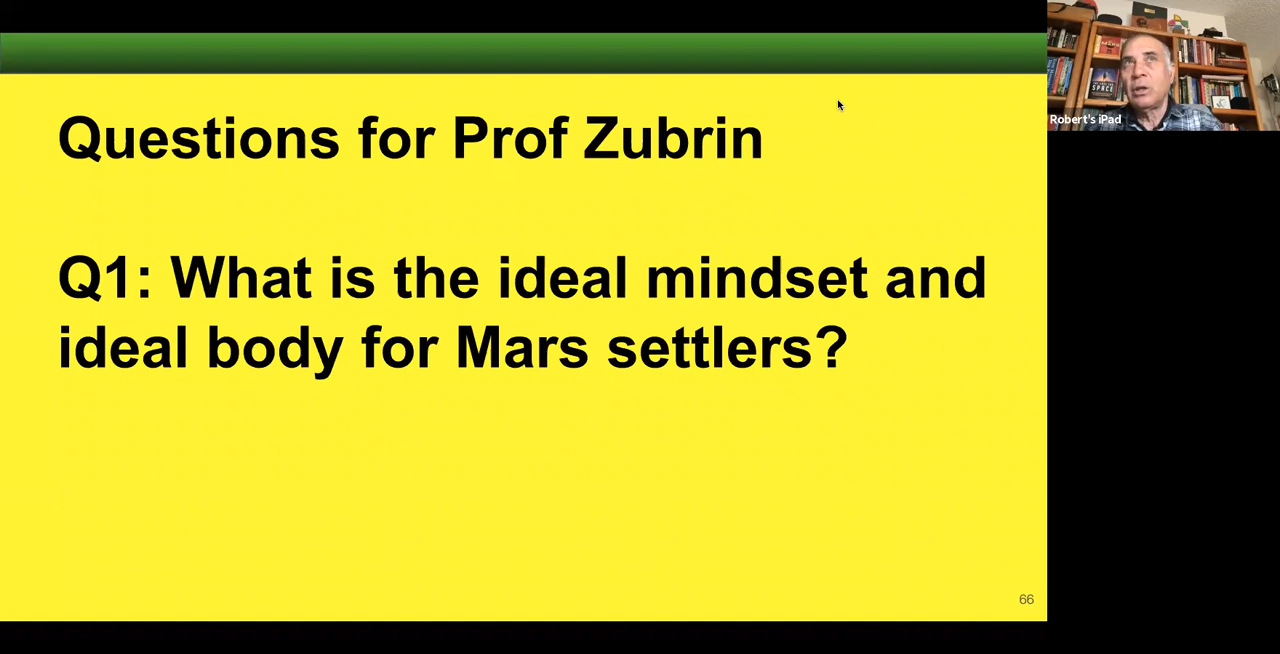 Questions for Prof Zubrin
Q1: What is the ideal mindset and
ideal body for Mars settlers?
66
Robert's iPad
SPACE